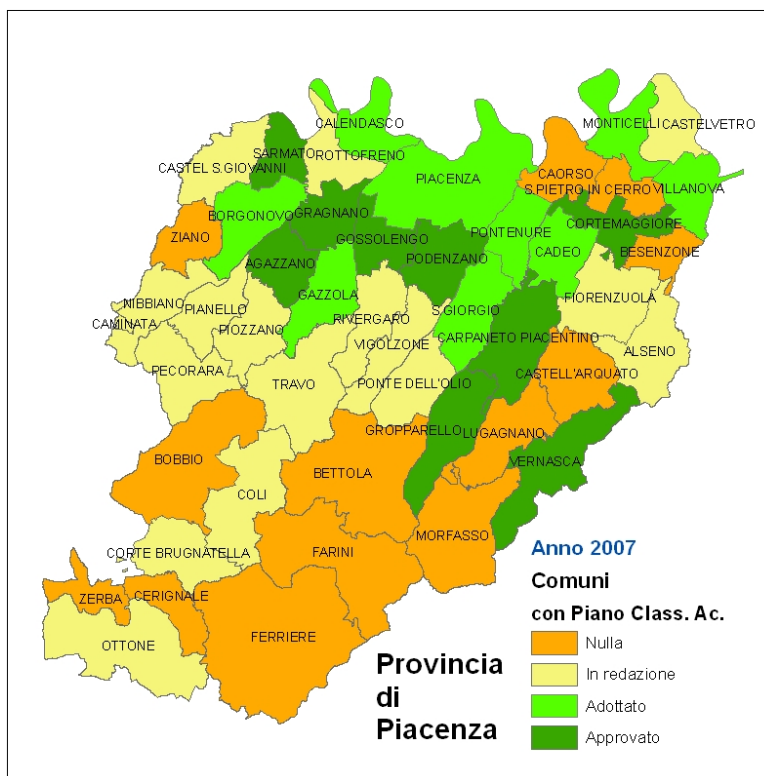 CALENDASCO
MONTICELLI
CASTELVETRO
SARMATO
ROTTOFRENO
CASTEL S.GIOVANNI
CAORSO
PIACENZA
S.PIETRO IN CERRO
VILLANOVA
BORGONOVO
GRAGNANO
CORTEMAGGIORE
ZIANO
GOSSOLENGO
PONTENURE
CADEO
BESENZONE
AGAZZANO
PODENZANO
GAZZOLA
FIORENZUOLA
NIBBIANO
PIANELLO
S.GIORGIO
RIVERGARO
CAMINATA
PIOZZANO
CARPANETO PIACENTINO
VIGOLZONE
ALSENO
PECORARA
CASTELL'ARQUATO
TRAVO
PONTE DELL'OLIO
GROPPARELLO
LUGAGNANO
BOBBIO
VERNASCA
BETTOLA
COLI
MORFASSO
CORTE BRUGNATELLA
FARINI
ZERBA
CERIGNALE
FERRIERE
OTTONE
Anno 2007
Comuni
con Piano Class. Ac.
Nulla
In redazione
Adottato
Approvato
Provincia
di
Piacenza